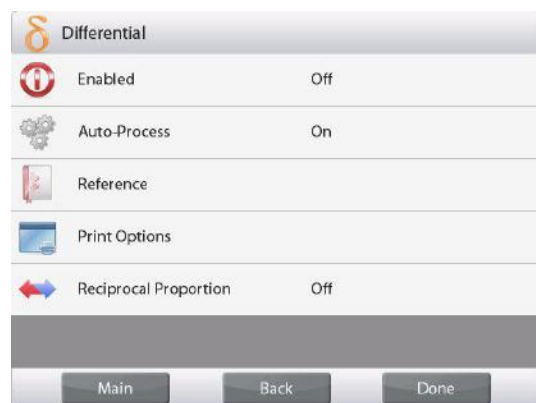 δ Differential
Enabled Off
Auto-Process On
Reference
Print Options
Reciprocal Proportion Off
Main Back Done